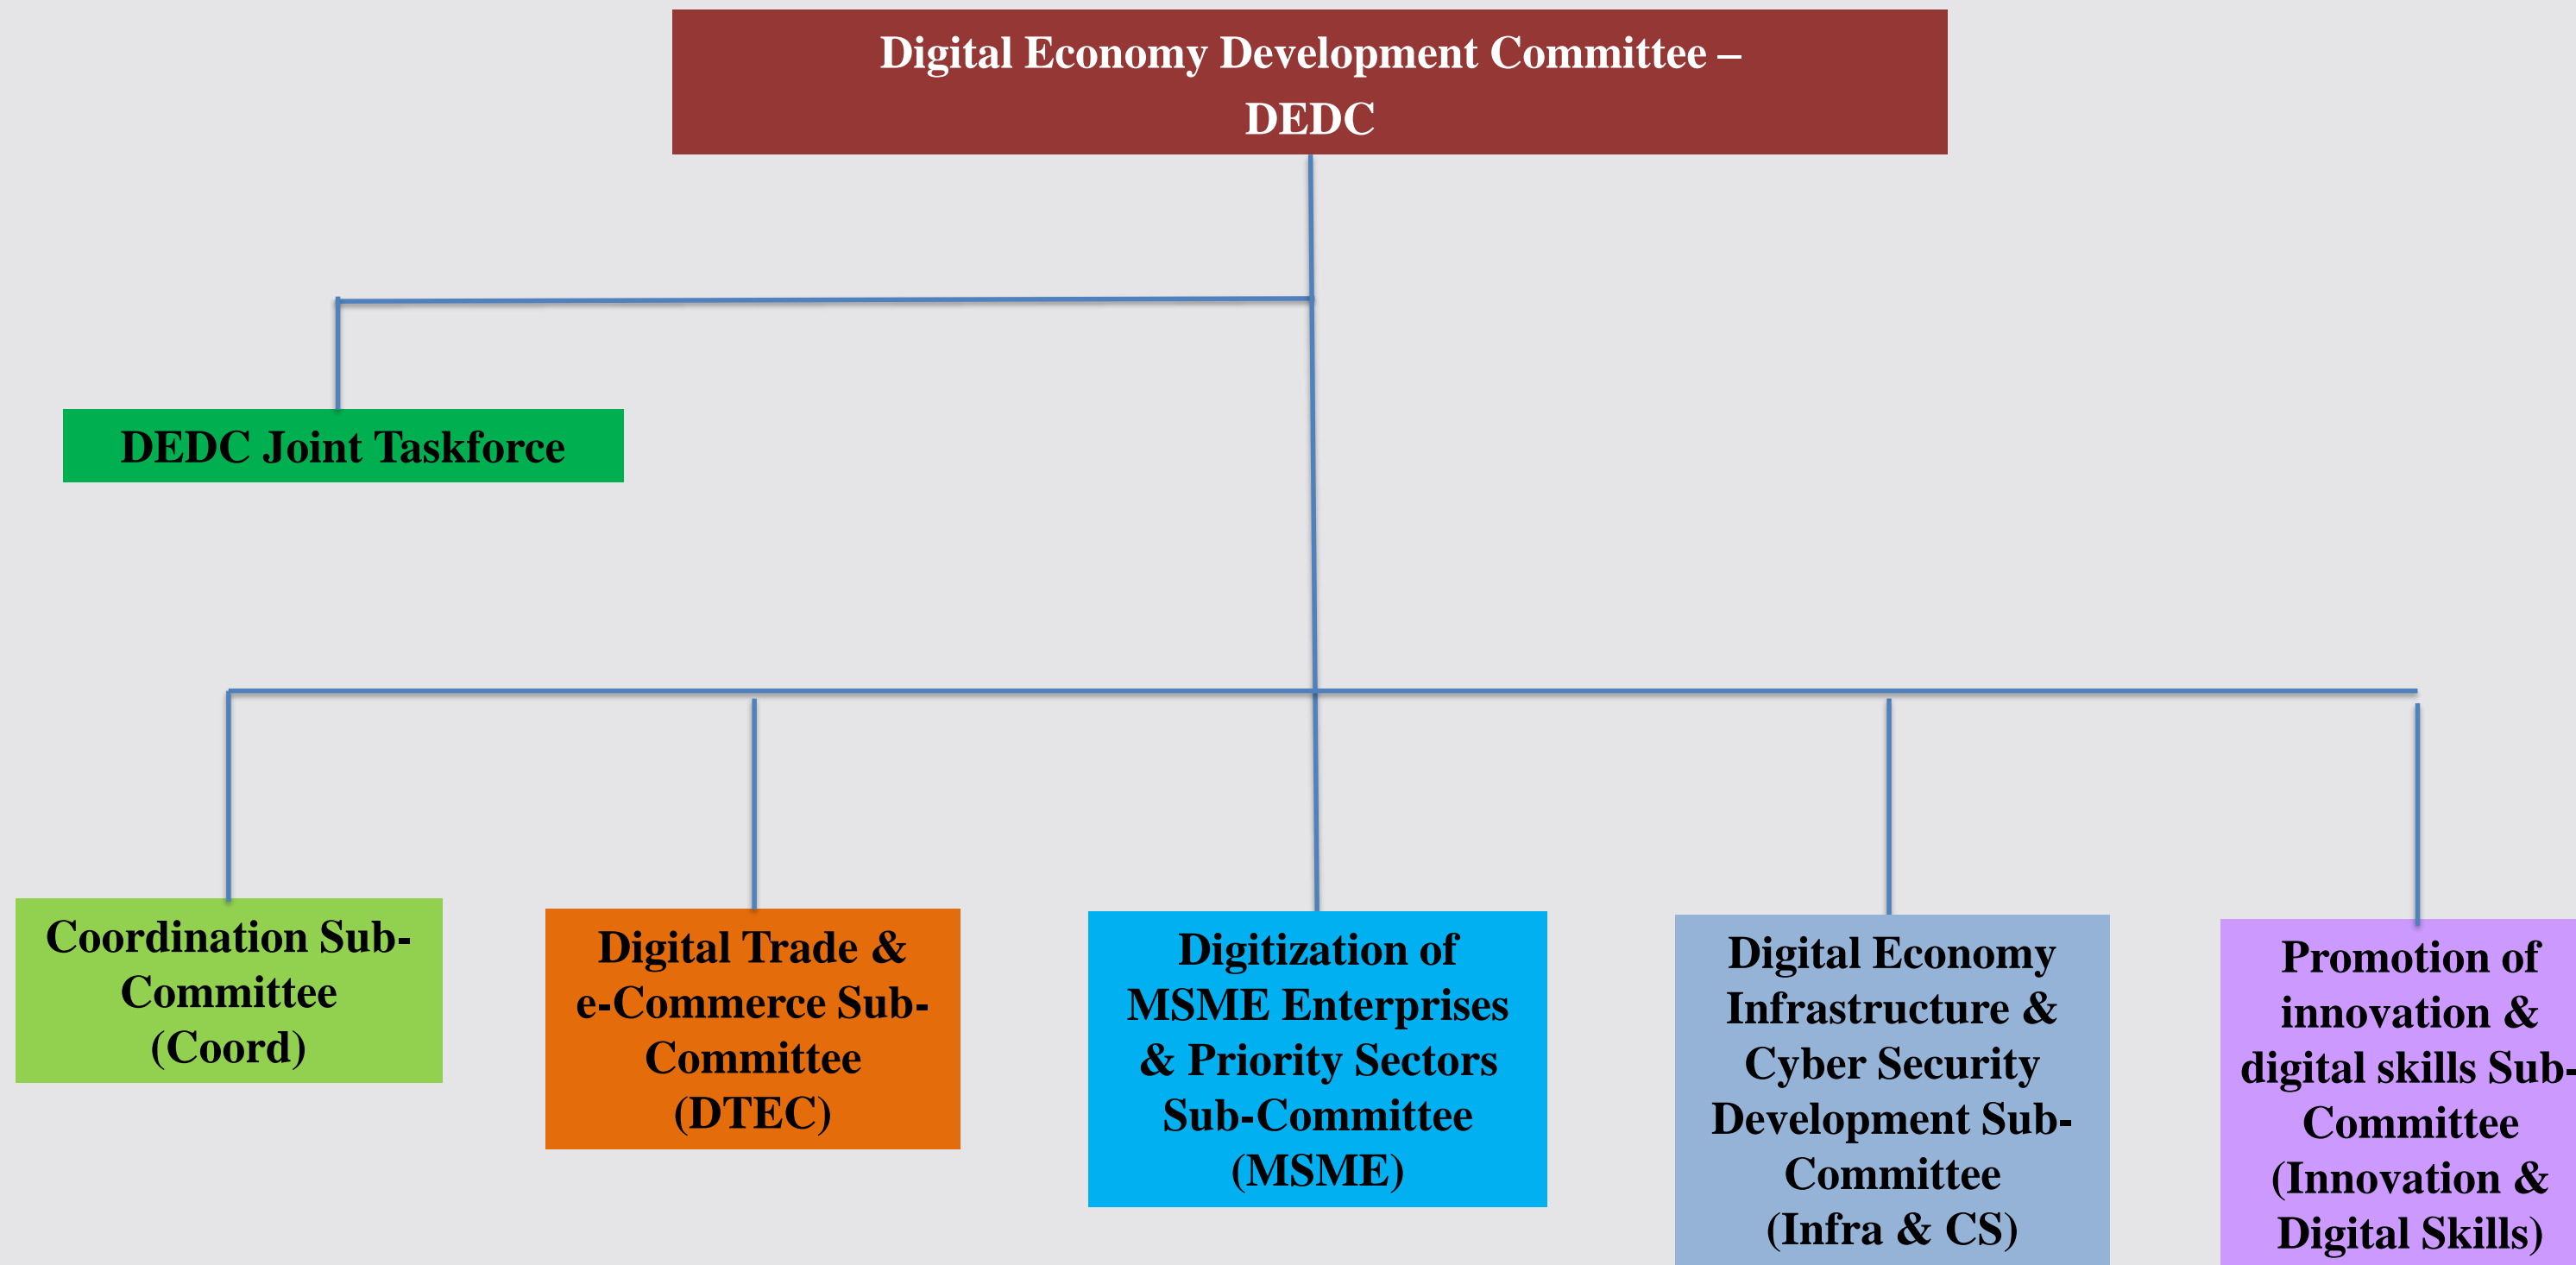 Digital Economy Development Committee –
DEDC
DEDC Joint Taskforce
Coordination Sub-
Committee
(Coord)
Digital Trade &
e-Commerce Sub-
Committee
(DTEC)
Digitization of
MSME Enterprises
& Priority Sectors
Sub-Committee
(MSME)
Digital Economy
Infrastructure &
Cyber Security
Development Sub-
Committee
(Infra & CS)
Promotion of
innovation &
digital skills Sub-
Committee
(Innovation &
Digital Skills)